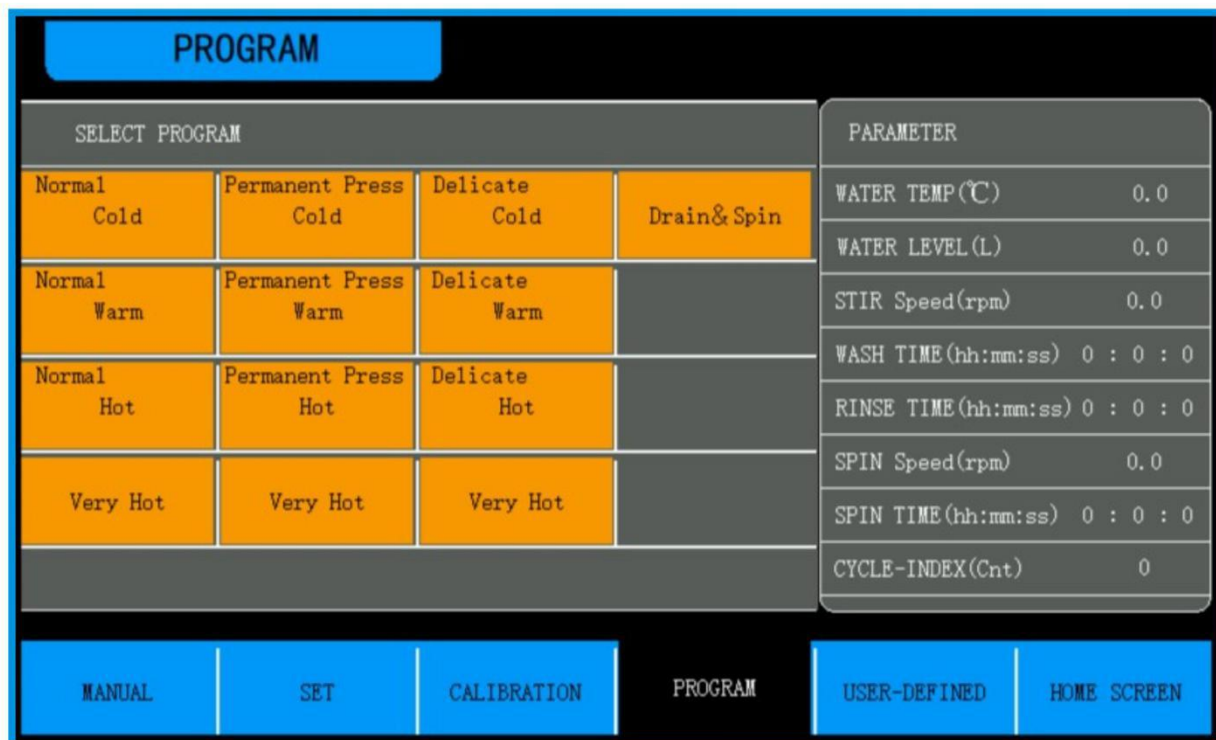 PROGRAM
SELECT PROGRAM
Normal
Cold
Permanent Press
Cold
Delicate
Cold
Drain&Spin
Normal
Warm
Permanent Press
Warm
Delicate
Warm
Normal
Hot
Permanent Press
Hot
Delicate
Hot
Very Hot
Very Hot
Very Hot
PARAMETER
WATER TEMP(℃) 0.0
WATER LEVEL(L) 0.0
STIR Speed(rpm) 0.0
WASH TIME(hh:mm:ss) 0 : 0 : 0
RINSE TIME(hh:mm:ss) 0 : 0 : 0
SPIN Speed(rpm) 0.0
SPIN TIME(hh:mm:ss) 0 : 0 : 0
CYCLE-INDEX(Cnt) 0
MANUAL
SET
CALIBRATION
PROGRAM
USER-DEFINED
HOME SCREEN